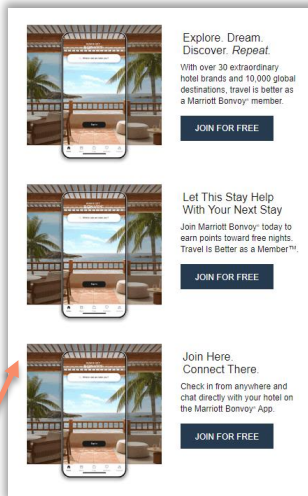 Explore. Dream.
Discover. Repeat.
With over 30 extraordinary
hotel brands and 10,000 global
destinations, travel is better as
a Marriott Bonvoy® member.
JOIN FOR FREE
Let This Stay Help
With Your Next Stay
Join Marriott Bonvoy® today to
earn points toward free nights.
Travel Is Better as a Member™.
JOIN FOR FREE
Join Here.
Connect There.
Check in from anywhere and
chat directly with your hotel on
the Marriott Bonvoy® App.
JOIN FOR FREE